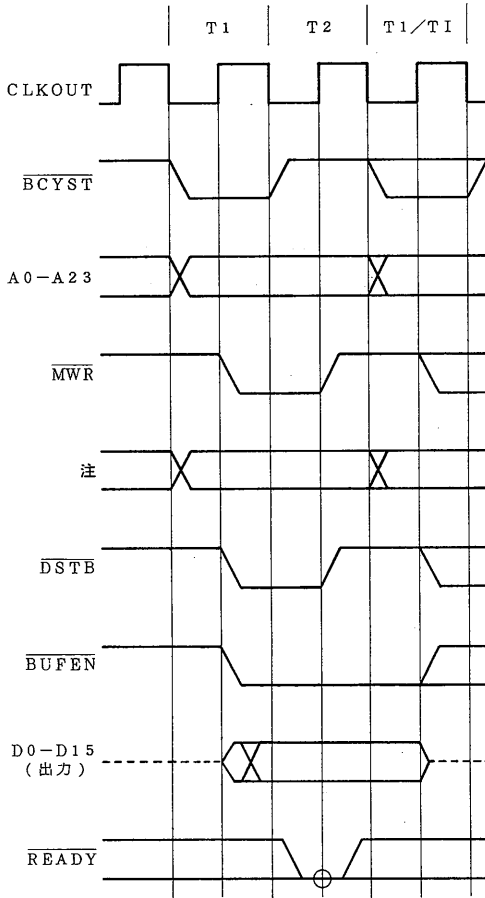 T1 T2 T1/TI
CLKOUT
BCYST
A0-A23
MWR
注
DSTB
BUFEN
D0-D15
(出力)
READY